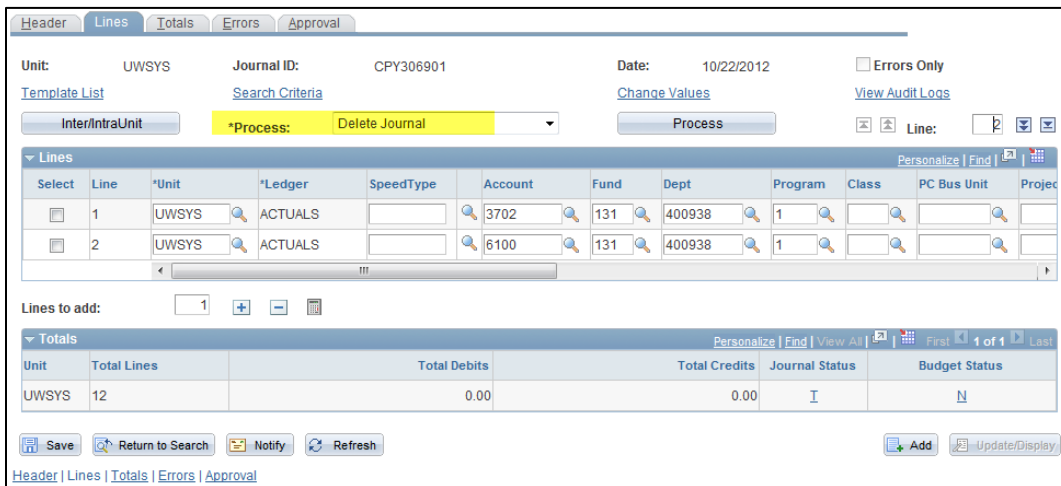 Header Lines Totals Errors Approval
Unit: UWSYS Journal ID: CPY306901 Date: 10/22/2012 Errors Only
Template List Search Criteria Change Values View Audit Logs
Inter/IntraUnit *Process: Delete Journal Process Line: 2
Lines Personalize | Find |
Select Line *Unit *Ledger SpeedType Account Fund Dept Program Class PC Bus Unit Projec
1 UWSYS ACTUALS 3702 131 400938 1
2 UWSYS ACTUALS 6100 131 400938 1
Lines to add: 1
Totals Personalize | Find | View All | First 1 of 1 Last
Unit Total Lines Total Debits Total Credits Journal Status Budget Status
UWSYS 12 0.00 0.00 T N
Save Return to Search Notify Refresh Add Update/Display
Header | Lines | Totals | Errors | Approval